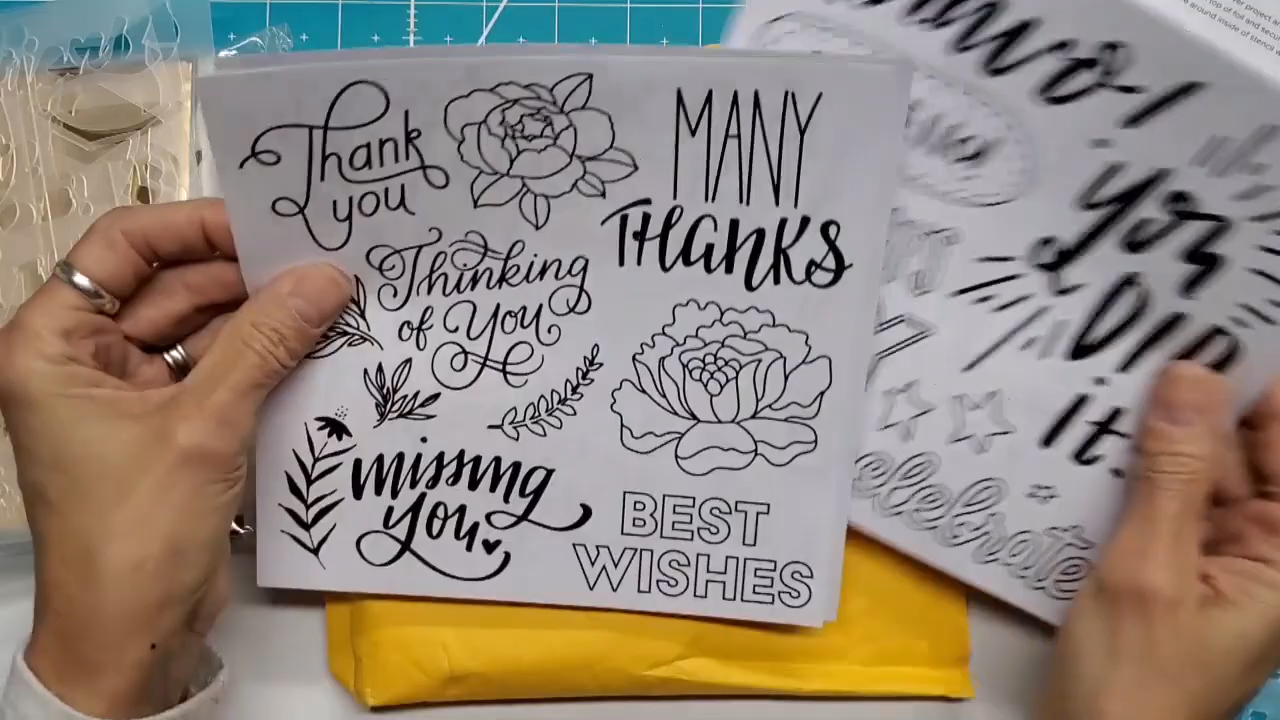 Thank
you
MANY
THANKS
Thinking
of You
missing
you
BEST
WISHES
you
DID
it!
celebrate